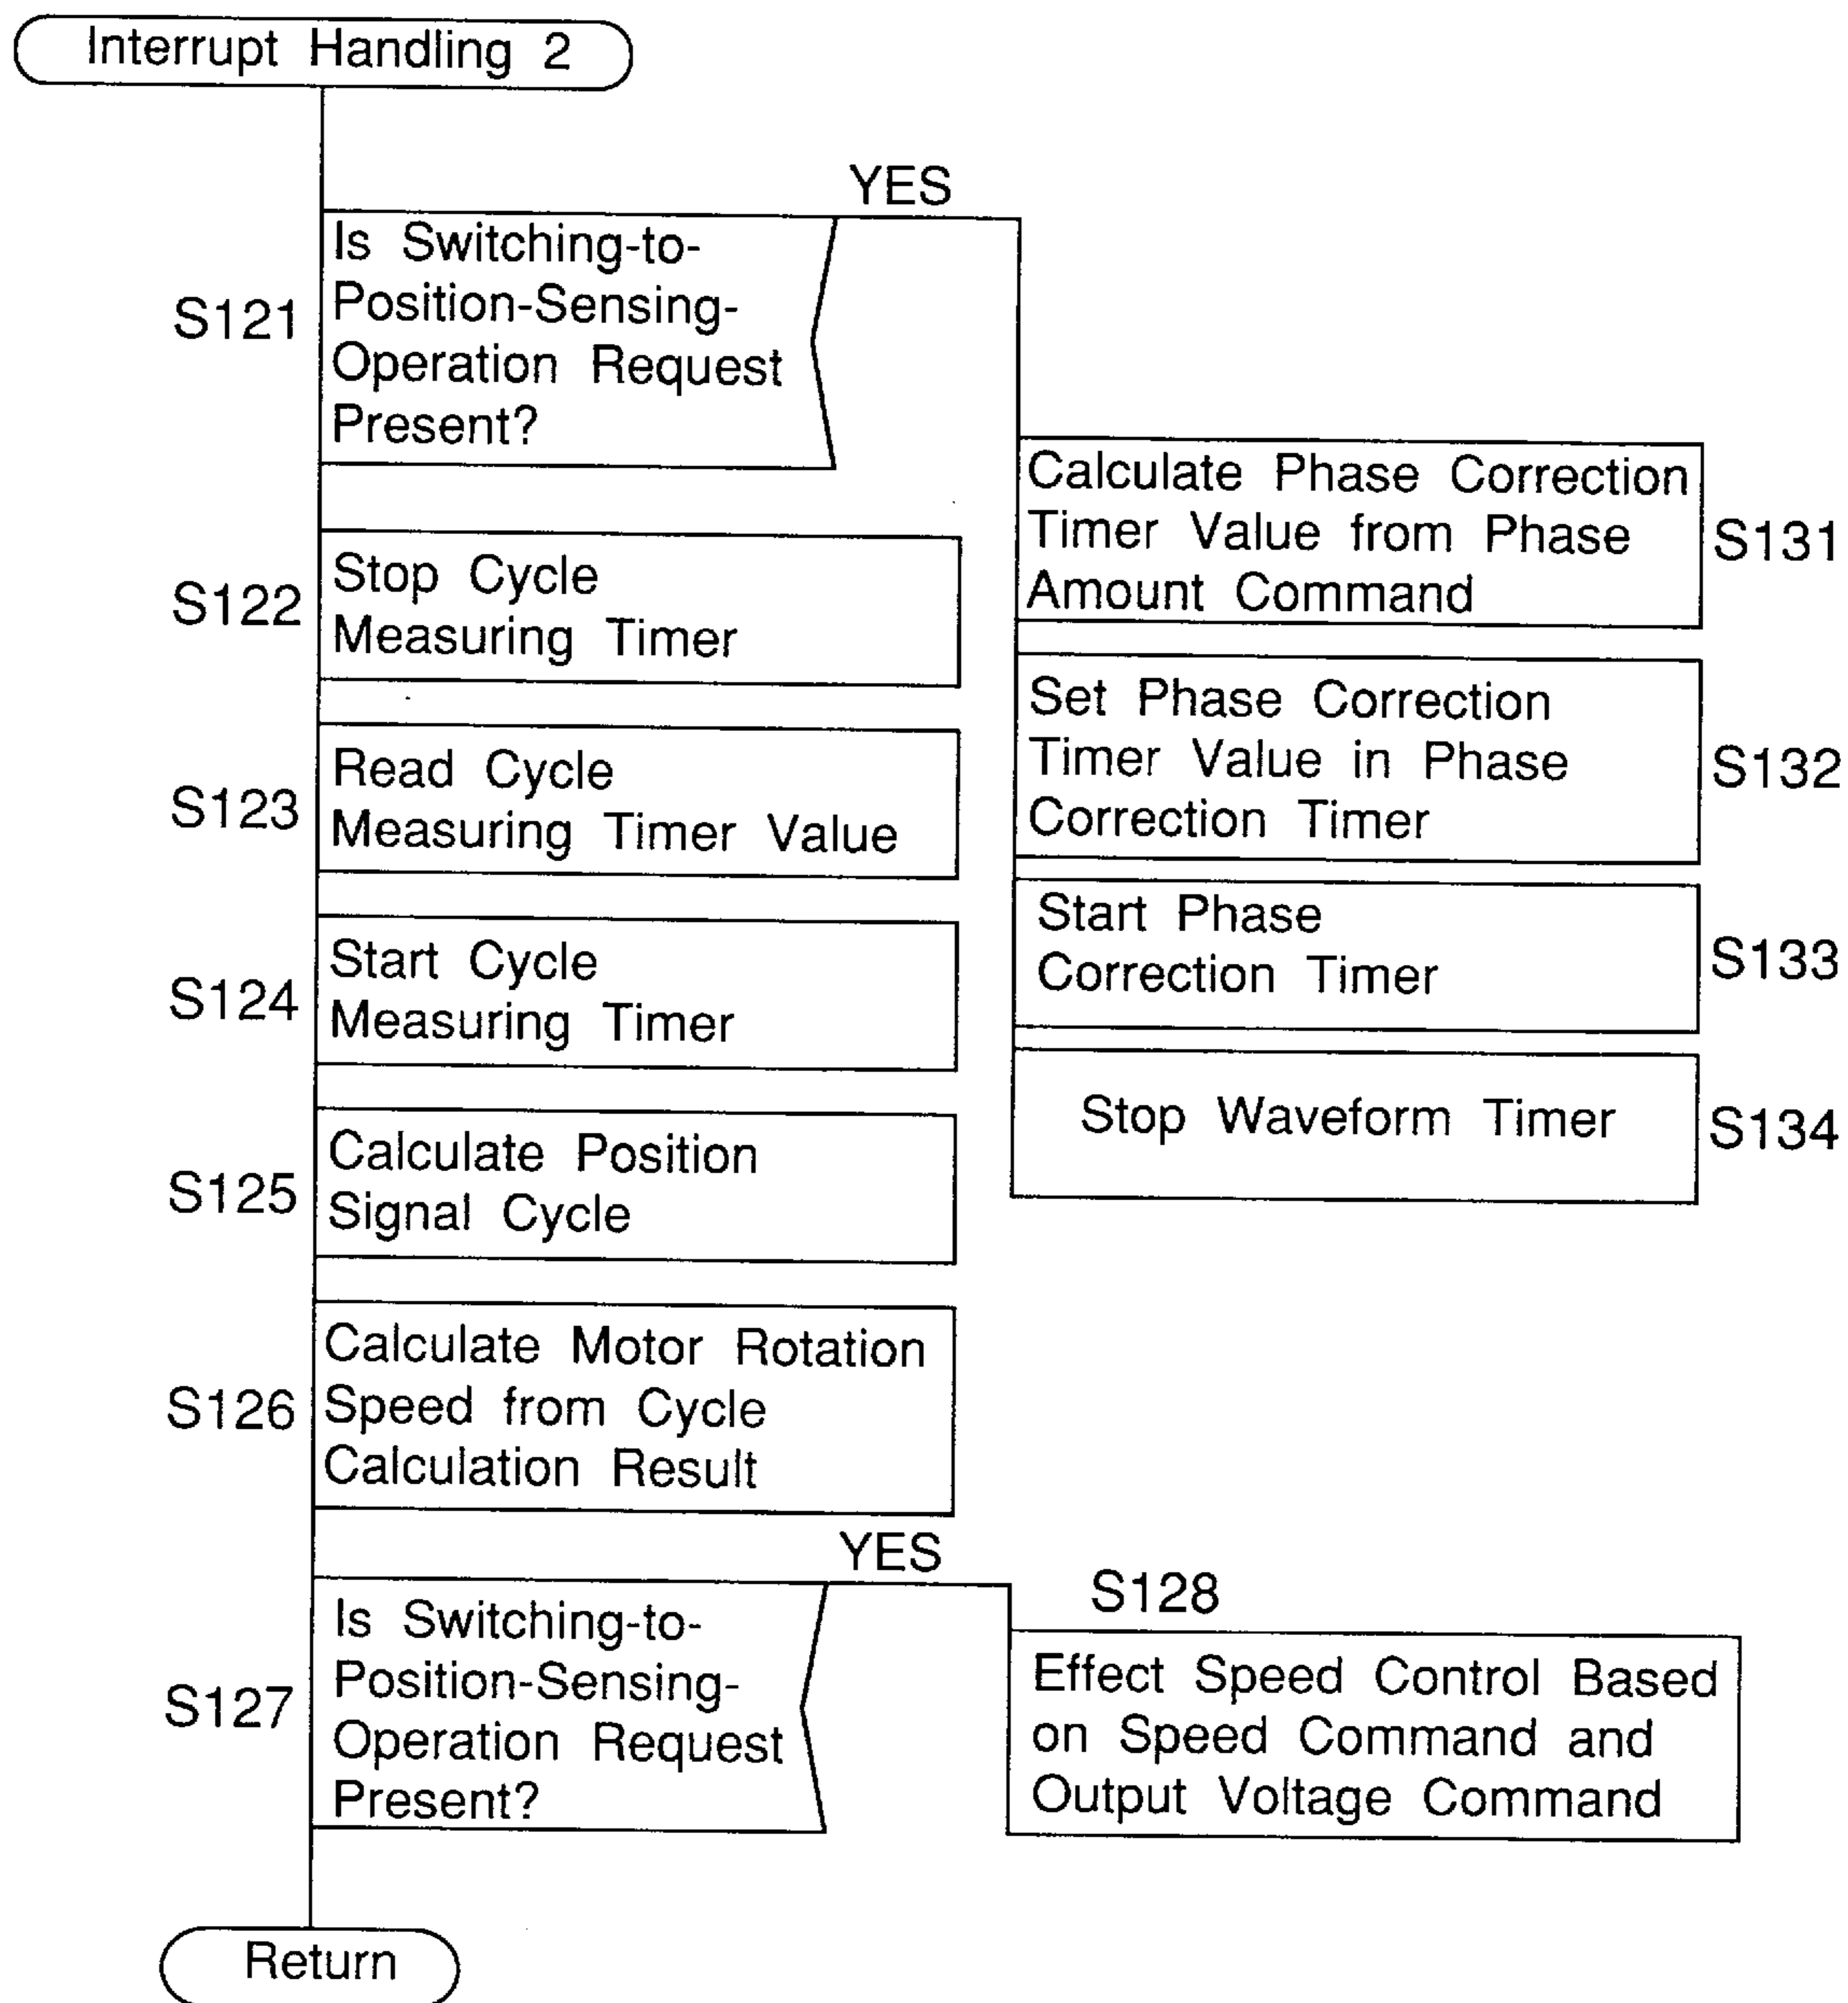 Interrupt Handling 2
YES
S121
Is Switching-to-
Position-Sensing-
Operation Request
Present?
Calculate Phase Correction
Timer Value from Phase
Amount Command
S131
Set Phase Correction
Timer Value in Phase
Correction Timer
S132
Start Phase
Correction Timer
S133
Stop Waveform Timer
S134
S122
Stop Cycle
Measuring Timer
S123
Read Cycle
Measuring Timer Value
S124
Start Cycle
Measuring Timer
S125
Calculate Position
Signal Cycle
S126
Calculate Motor Rotation
Speed from Cycle
Calculation Result
YES
S127
Is Switching-to-
Position-Sensing-
Operation Request
Present?
S128
Effect Speed Control Based
on Speed Command and
Output Voltage Command
Return